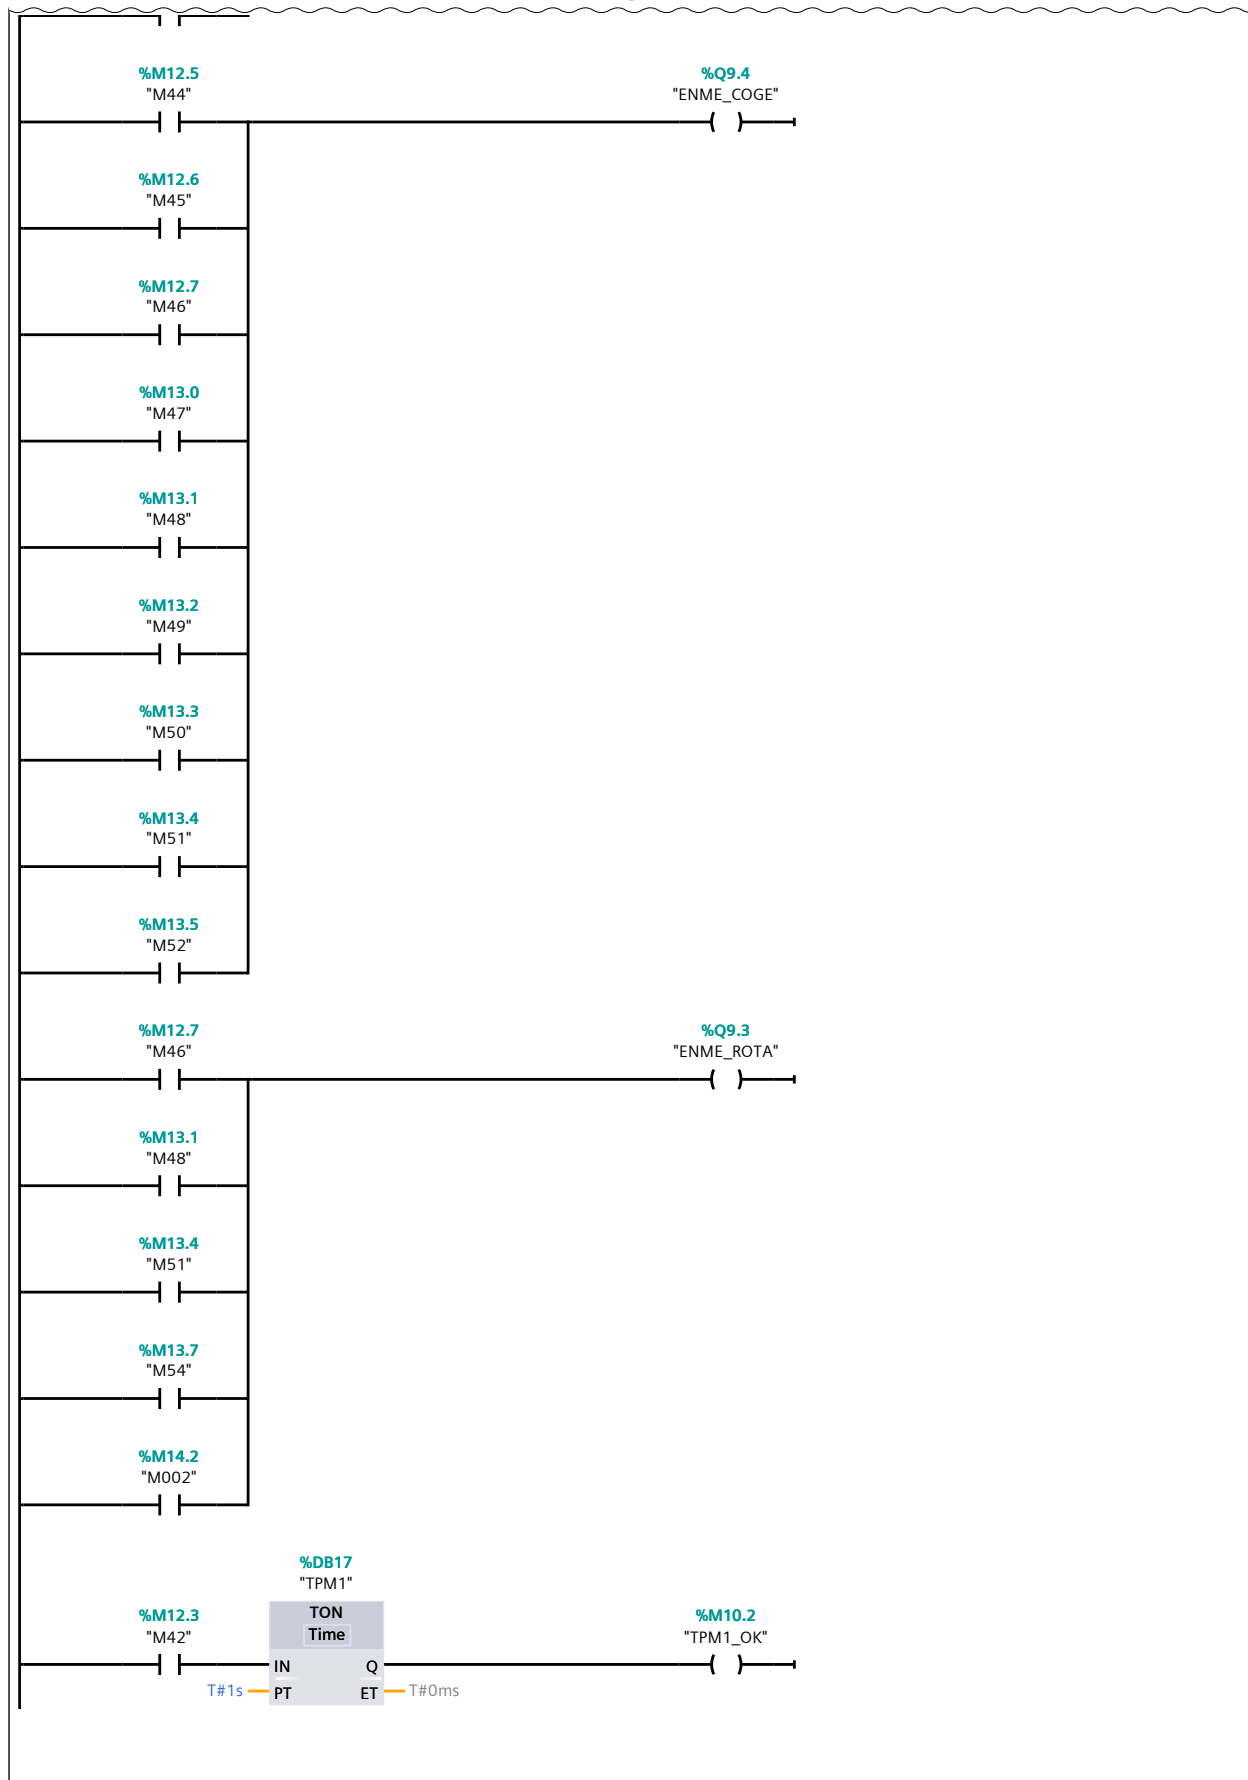 %M12.5
"M44"
%Q9.4
"ENME_COGE"
%M12.6
"M45"
%M12.7
"M46"
%M13.0
"M47"
%M13.1
"M48"
%M13.2
"M49"
%M13.3
"M50"
%M13.4
"M51"
%M13.5
"M52"
%M12.7
"M46"
%Q9.3
"ENME_ROTA"
%M13.1
"M48"
%M13.4
"M51"
%M13.7
"M54"
%M14.2
"M002"
%DB17
"TPM1"
TON
Time
%M12.3
"M42"
%M10.2
"TPM1_OK"
IN Q
T#1s PT ET T#0ms